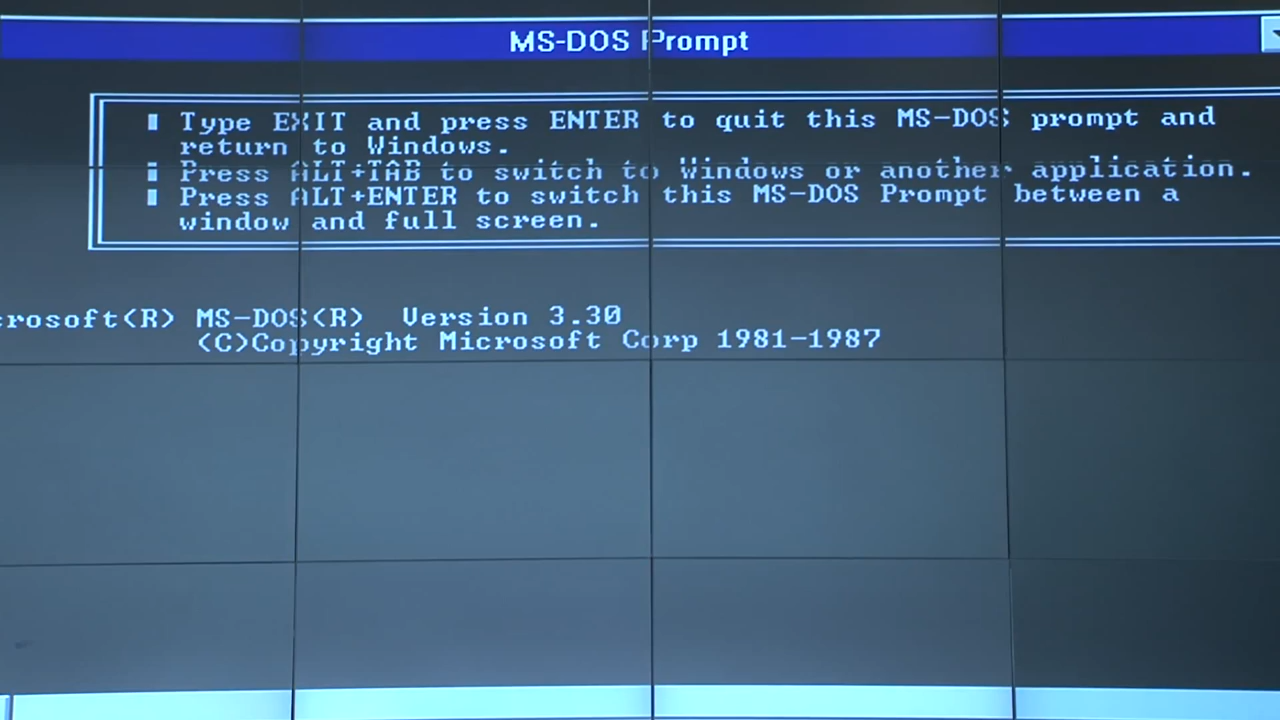 MS-DOS Prompt
Type EXIT and press ENTER to quit this MS-DOS prompt and
return to Windows.
Press ALT+TAB to switch to Windows or another application.
Press ALT+ENTER to switch this MS-DOS Prompt between a
window and full screen.
crosoft(R) MS-DOS(R) Version 3.30
(C)Copyright Microsoft Corp 1981-1987